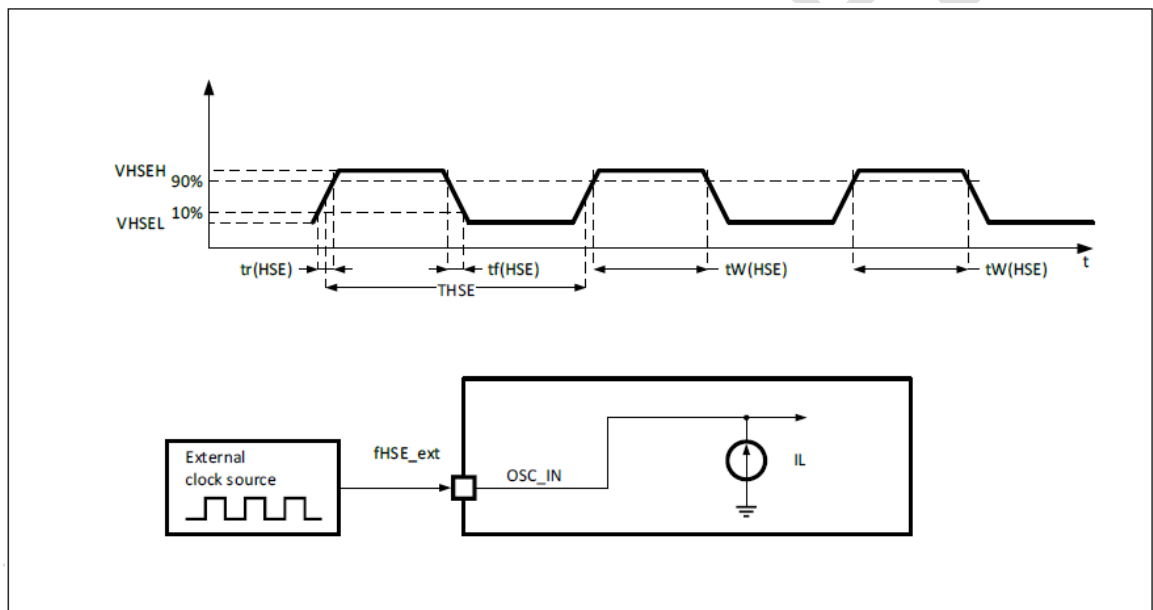 VHSEH
90%
10%
VHSEL
tr(HSE)
tf(HSE)
tW(HSE)
tW(HSE)
t
THSE
External
clock source
fHSE_ext
OSC_IN
IL